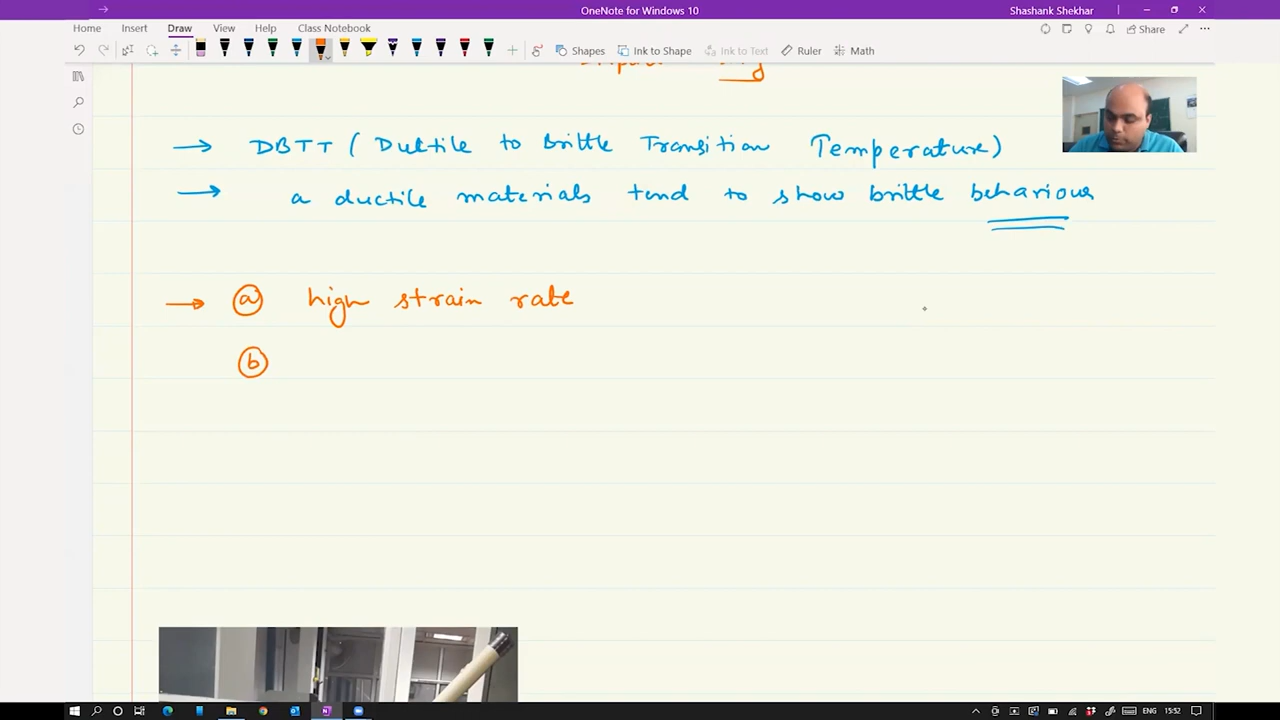 OneNote for Windows 10
Shashank Shekhar
Home Insert Draw View Help Class Notebook
Share
Shapes Ink to Shape Ink to Text Ruler Math
→ DBTT ( Ductile to Brittle Transition Temperature)
→ a ductile materials tend to show brittle behaviour
→ (a) high strain rate
(b)
ENG 15:52